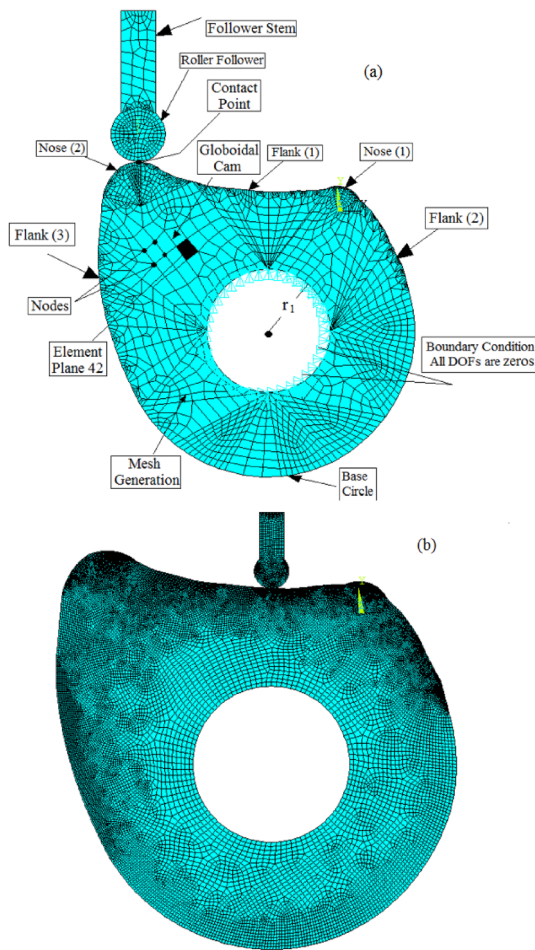 Follower Stem
Roller Follower
(a)
Contact
Point
Nose (2)
Globoidal
Cam
Flank (1)
Nose (1)
Flank (2)
Flank (3)
Nodes
r1
Element
Plane 42
Boundary Condition
All DOFs are zeros
Mesh
Generation
Base
Circle
(b)